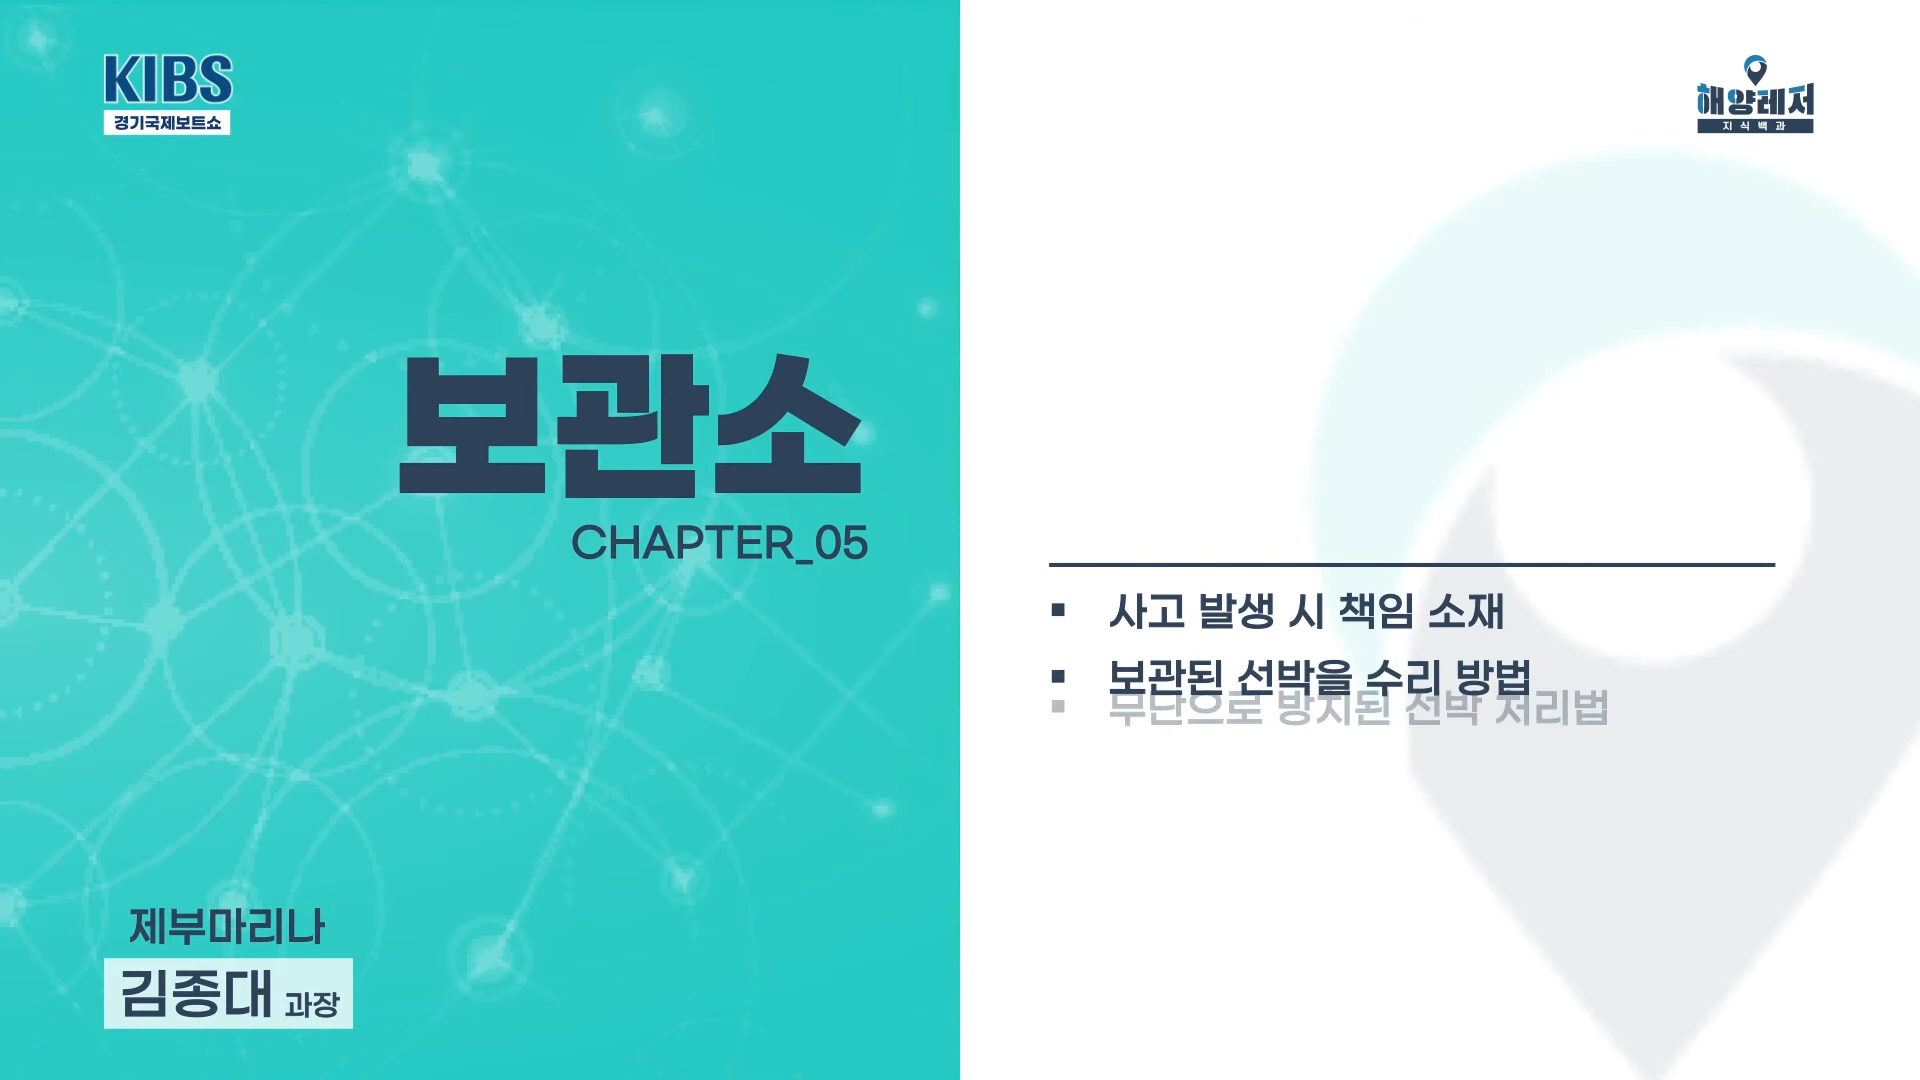 KIBS
경기국제보트쇼
해양레저
지식백과
보관소
CHAPTER_05
▪ 사고 발생 시 책임 소재
▪ 보관된 선박을 수리 방법
▪ 무단으로 방치된 선박 처리법
제부마리나
김종대 과장